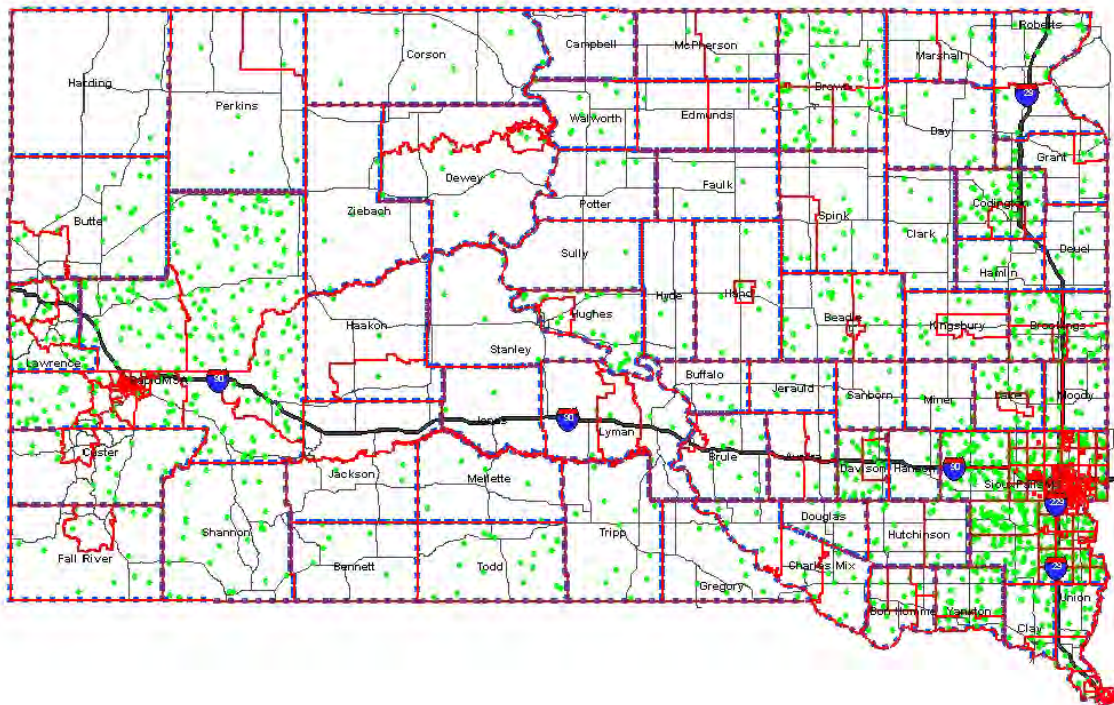 Roberts
Campbell
McPherson
Marshall
Corson
Harding
Brown
29
Perkins
Walworth
Edmunds
Day
Grant
Dewey
Faulk
Codington
Ziebach
Potter
Spink
Butte
Clark
Deuel
Sully
Hamlin
Hyde
Hand
Haakon
Hughes
Beadle
Kingsbury
Brookings
Stanley
Lawrence
Buffalo
90
Jerauld
Sanborn
Miner
Lake
Moody
Jones
90
Lyman
Custer
Brule
Aurora
Davison
Hanson
90
Jackson
Mellette
229
Douglas
Shannon
Tripp
Hutchinson
Fall River
Bennett
Todd
Charles Mix
29
Gregory
Bon Homme
Yankton
Union
Clay